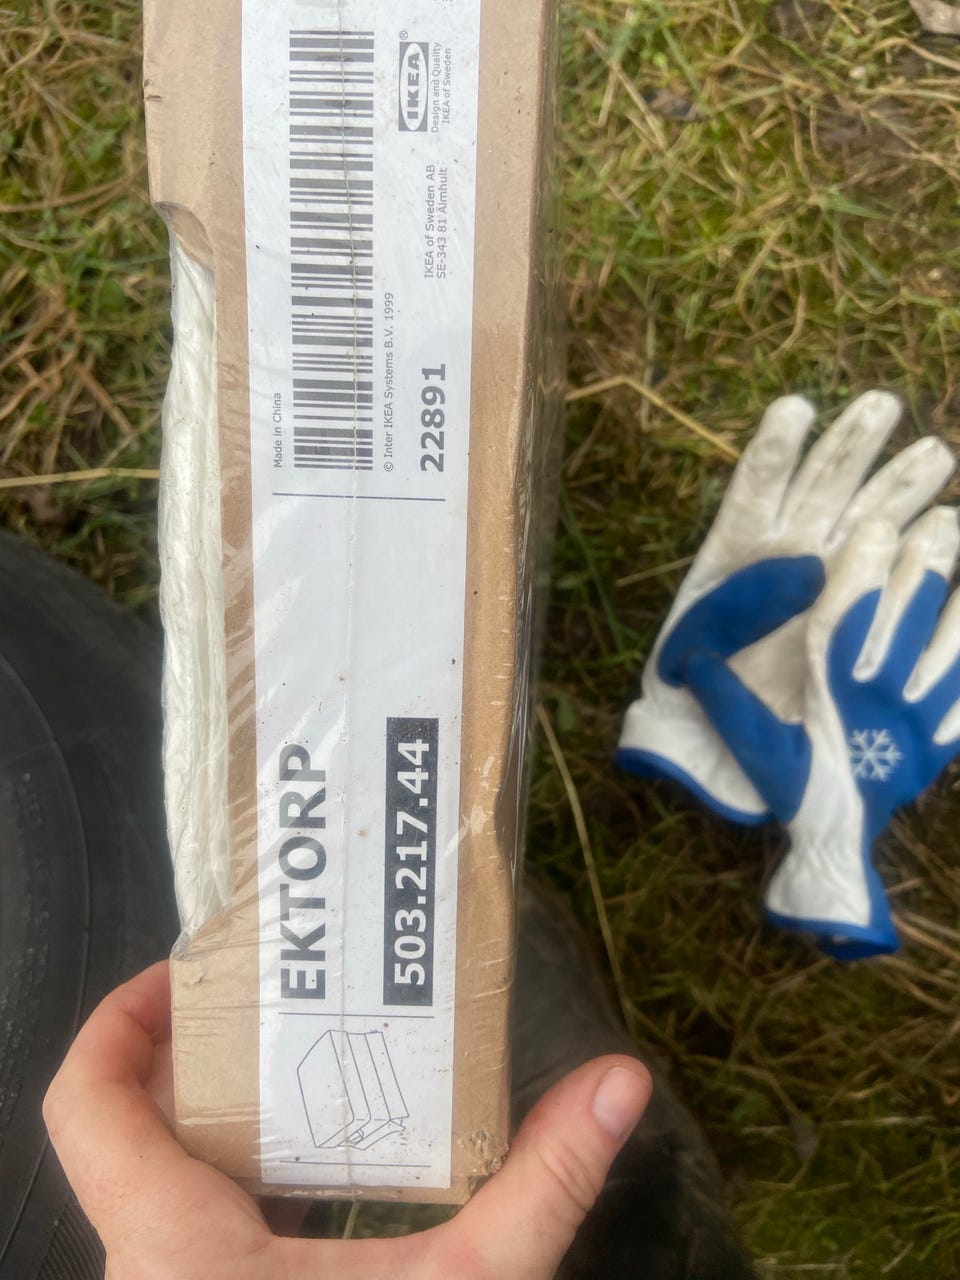 EKTORP
503.217.44
Made in China
© Inter IKEA Systems B.V. 1999
22891
IKEA of Sweden AB
SE-343 81 Älmhult
IKEA®
Design and Quality
IKEA of Sweden